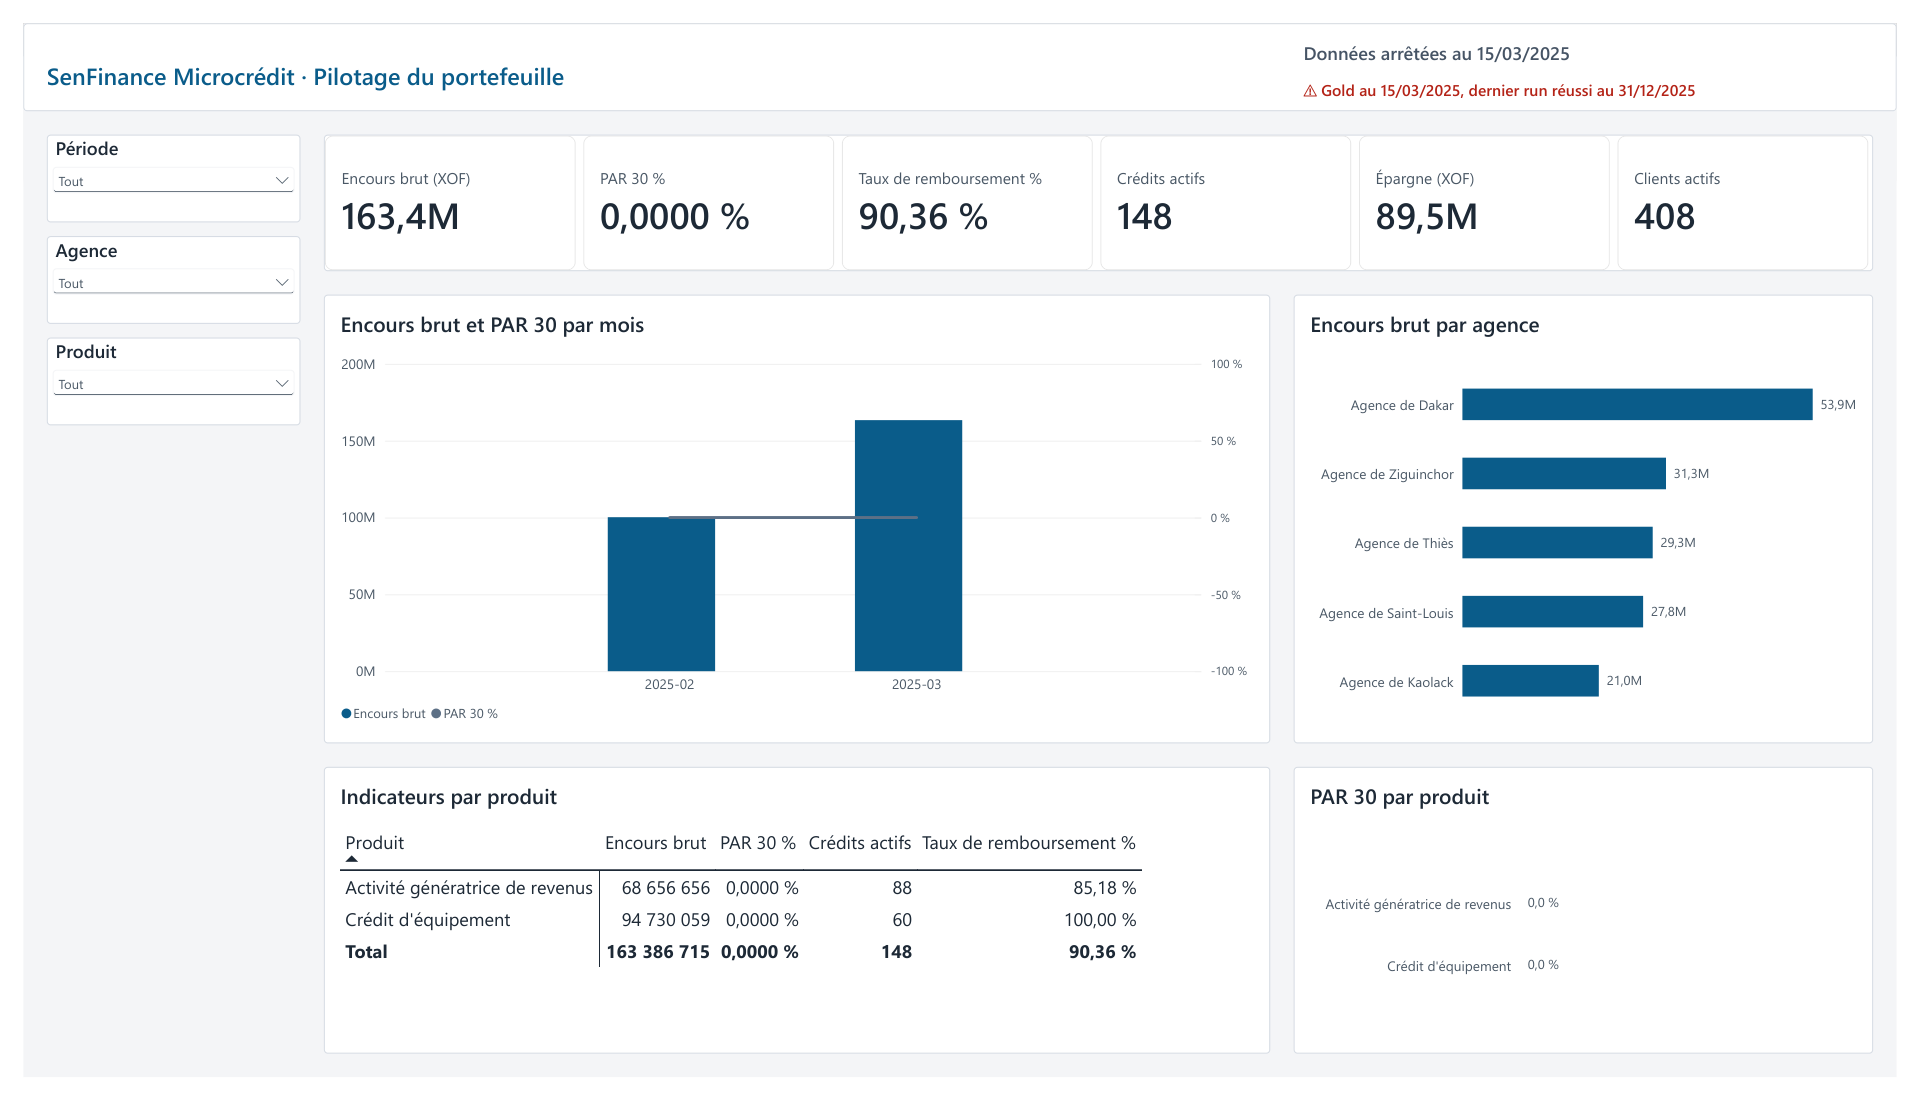 SenFinance Microcrédit · Pilotage du portefeuille
Données arrêtées au 15/03/2025
⚠ Gold au 15/03/2025, dernier run réussi au 31/12/2025
Période
Tout
Agence
Tout
Produit
Tout
Encours brut (XOF)
163,4M
PAR 30 %
0,0000 %
Taux de remboursement %
90,36 %
Crédits actifs
148
Épargne (XOF)
89,5M
Clients actifs
408
Encours brut et PAR 30 par mois
200M
150M
100M
50M
0M
100 %
50 %
0 %
-50 %
-100 %
2025-02
2025-03
Encours brut
PAR 30 %
Encours brut par agence
Agence de Dakar 53,9M
Agence de Ziguinchor 31,3M
Agence de Thiès 29,3M
Agence de Saint-Louis 27,8M
Agence de Kaolack 21,0M
Indicateurs par produit
Produit Encours brut PAR 30 % Crédits actifs Taux de remboursement %
Activité génératrice de revenus 68 656 656 0,0000 % 88 85,18 %
Crédit d'équipement 94 730 059 0,0000 % 60 100,00 %
Total 163 386 715 0,0000 % 148 90,36 %
PAR 30 par produit
Activité génératrice de revenus 0,0 %
Crédit d'équipement 0,0 %